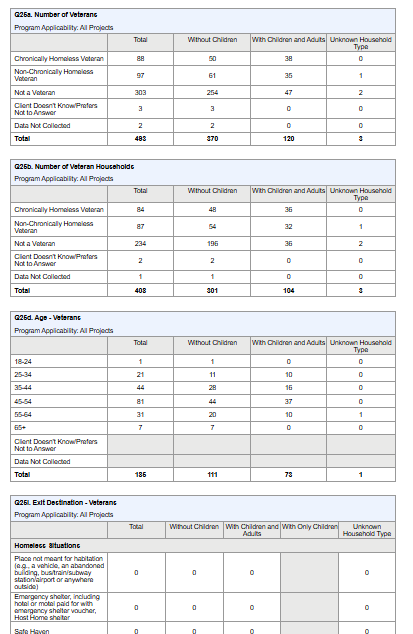 Q25a. Number of Veterans
Program Applicability: All Projects
Total Without Children With Children and Adults Unknown Household
Type
Chronically Homeless Veteran 88 50 38 0
Non-Chronically Homeless
Veteran 97 61 35 1
Not a Veteran 303 254 47 2
Client Doesn't Know/Prefers
Not to Answer 3 3 0 0
Data Not Collected 2 2 0 0
Total 493 370 120 3
Q25b. Number of Veteran Households
Program Applicability: All Projects
Total Without Children With Children and Adults Unknown Household
Type
Chronically Homeless Veteran 84 48 36 0
Non-Chronically Homeless
Veteran 87 54 32 1
Not a Veteran 234 196 36 2
Client Doesn't Know/Prefers
Not to Answer 2 2 0 0
Data Not Collected 1 1 0 0
Total 408 301 104 3
Q25d. Age - Veterans
Program Applicability: All Projects
Total Without Children With Children and Adults Unknown Household
Type
18-24 1 1 0 0
25-34 21 11 10 0
35-44 44 28 16 0
45-54 81 44 37 0
55-64 31 20 10 1
65+ 7 7 0 0
Client Doesn't Know/Prefers
Not to Answer
Data Not Collected
Total 185 111 73 1
Q25i. Exit Destination - Veterans
Program Applicability: All Projects
Total Without Children With Children and With Only Children Unknown
Adults Household Type
Homeless Situations
Place not meant for habitation
(e.g., a vehicle, an abandoned
building, bus/train/subway 0 0 0 0
station/airport or anywhere
outside)
Emergency shelter, including
hotel or motel paid for with
emergency shelter voucher, 0 0 0 0
Host Home shelter
Safe Haven 0 0 0 0